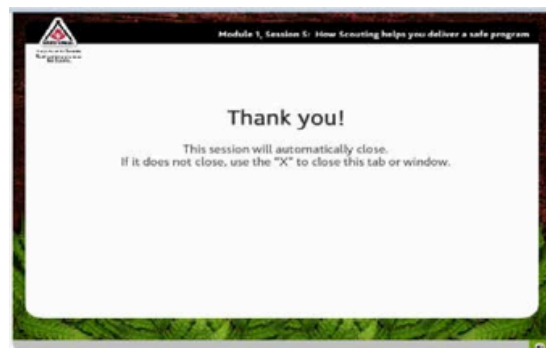 Module 1, Session 5: How Scouting helps you deliver a safe program
Thank you!
This session will automatically close.
If it does not close, use the "X" to close this tab or window.